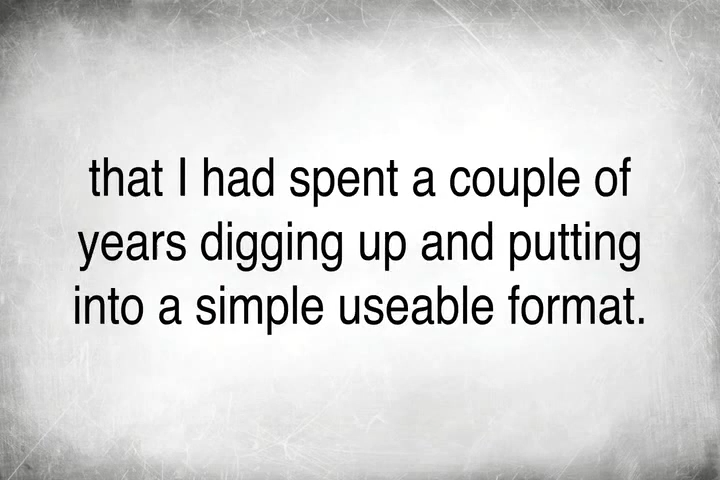 that I had spent a couple of
years digging up and putting
into a simple useable format.